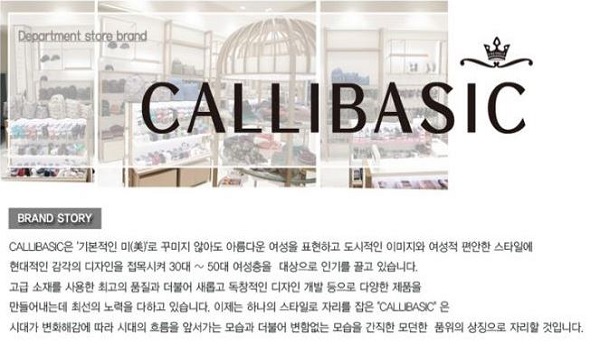 Department store brand
CALLIBASIC
BRAND STORY
CALLIBASIC은 '기본적인 미(美)'로 꾸미지 않아도 아름다운 여성을 표현하고 도시적인 이미지와 여성적 편안한 스타일에
현대적인 감각의 디자인을 접목시켜 30대 ~ 50대 여성층을 대상으로 인기를 끌고 있습니다.
고급 소재를 사용한 최고의 품질과 더불어 새롭고 독창적인 디자인 개발 등으로 다양한 제품을
만들어내는데 최선의 노력을 다하고 있습니다. 이제는 하나의 스타일로 자리를 잡은 "CALLIBASIC" 은
시대가 변화해감에 따라 시대의 흐름을 앞서가는 모습과 더불어 변함없는 모습을 간직한 모던한 품위의 상징으로 자리할 것입니다.